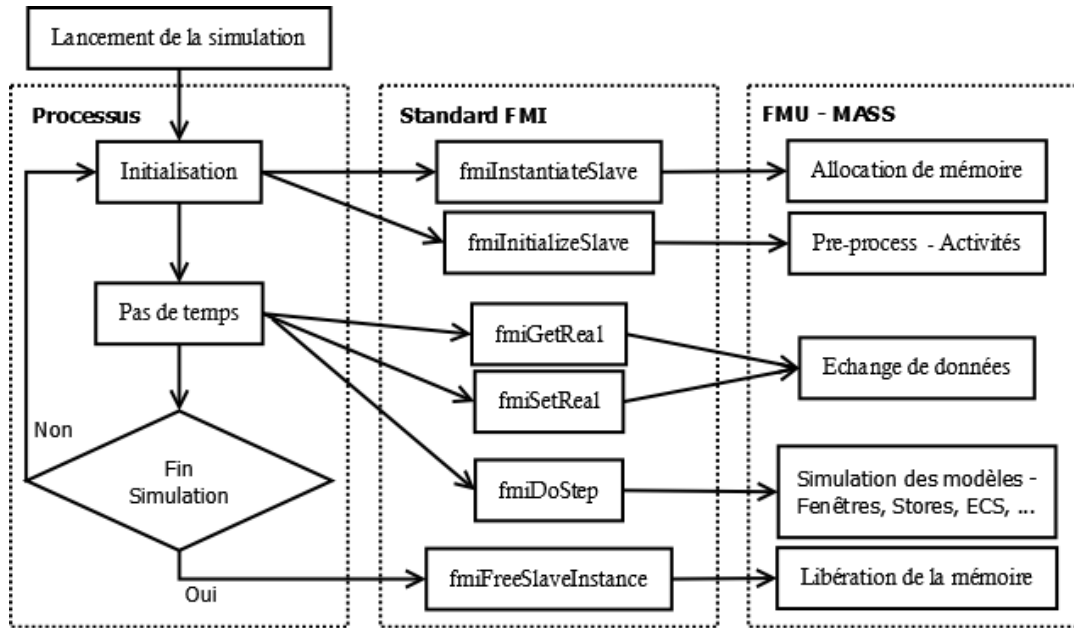 Lancement de la simulation
Processus
Standard FMI
FMU - MASS
Initialisation
fmiInstantiateSlave
Allocation de mémoire
fmiInitializeSlave
Pre-process - Activités
Pas de temps
fmiGetReal
Echange de données
fmiSetReal
Non
Fin
Simulation
fmiDoStep
Simulation des modèles -
Fenêtres, Stores, ECS, ...
Oui
fmiFreeSlaveInstance
Libération de la mémoire